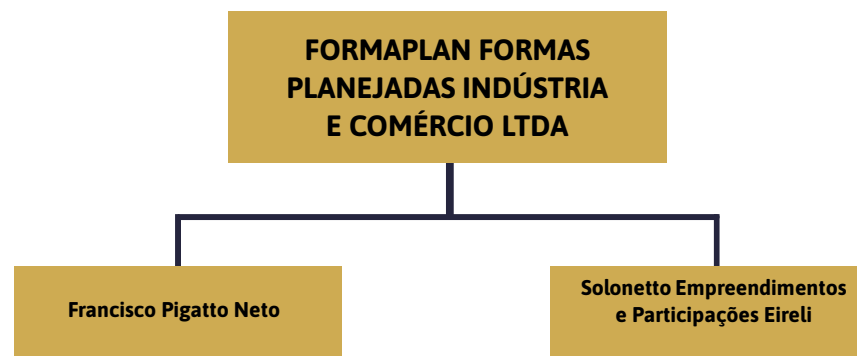 FORMAPLAN FORMAS
PLANEJADAS INDÚSTRIA
E COMÉRCIO LTDA
Francisco Pigatto Neto
Solonetto Empreendimentos
e Participações Eireli